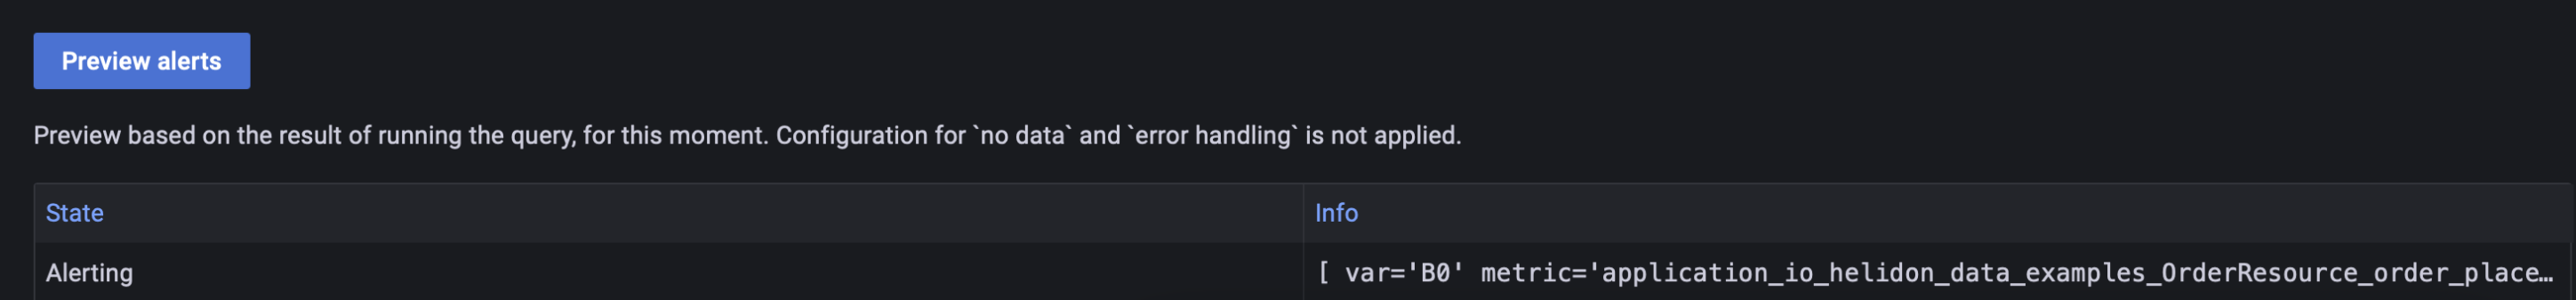 Preview alerts
Preview based on the result of running the query, for this moment. Configuration for `no data` and `error handling` is not applied.
State Info
Alerting [ var='B0' metric='application_io_helidon_data_examples_OrderResource_order_place…